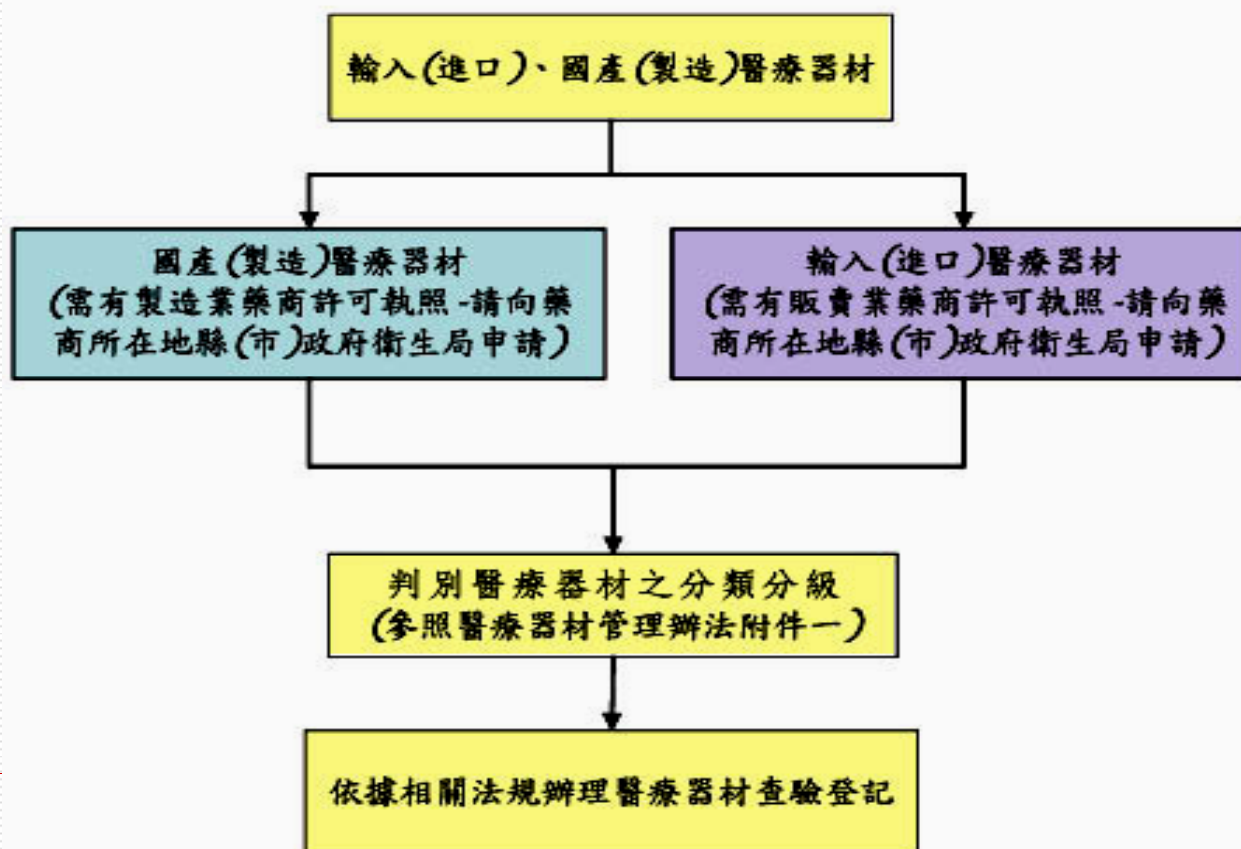 輸入(進口)、國產(製造)醫療器材
國產(製造)醫療器材
(需有製造業藥商許可執照-請向藥
商所在地縣(市)政府衛生局申請)
輸入(進口)醫療器材
(需有販賣業藥商許可執照-請向藥
商所在地縣(市)政府衛生局申請)
判別醫療器材之分類分級
(參照醫療器材管理辦法附件一)
依據相關法規辦理醫療器材查驗登記